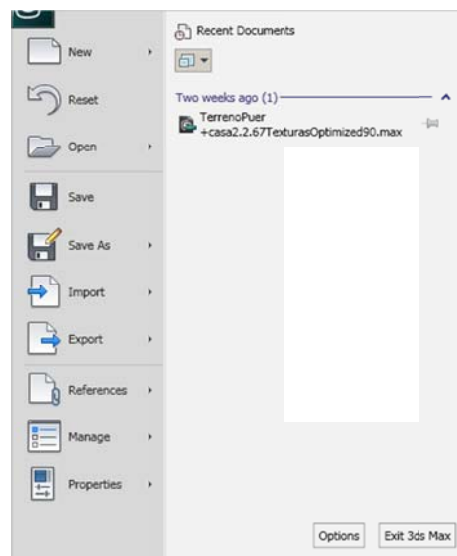 New
Reset
Open
Save
Save As
Import
Export
References
Manage
Properties
Recent Documents
Two weeks ago (1)
TerrenoPuer
+casa2.2.67TexturasOptimized90.max
Options
Exit 3ds Max